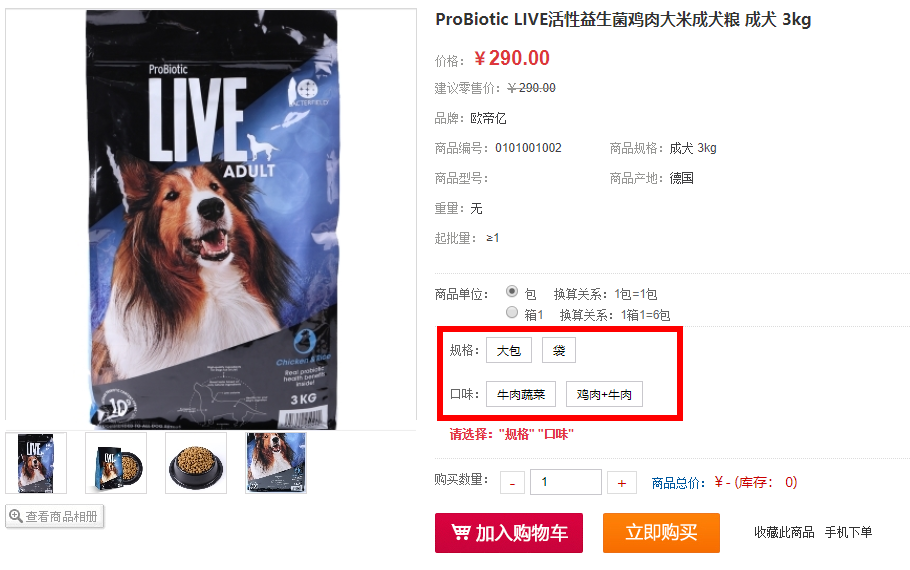 ProBiotic LIVE活性益生菌鸡肉大米成犬粮 成犬 3kg
价格：￥290.00
建议零售价：￥290.00
品牌：欧帝亿
商品编号：0101001002 商品规格：成犬 3kg
商品型号： 商品产地：德国
重量：无
起批量： ≥1
商品单位： 包 换算关系：1包=1包
箱1 换算关系：1箱1=6包
规格：大包 袋
口味：牛肉蔬菜 鸡肉+牛肉
请选择："规格" "口味"
购买数量： - 1 + 商品总价：￥- (库存： 0)
加入购物车 立即购买 收藏此商品 手机下单
ProBiotic
LIVE
ADULT
Real probiotic
health benefit
inside!
3KG
LIVE
查看商品相册